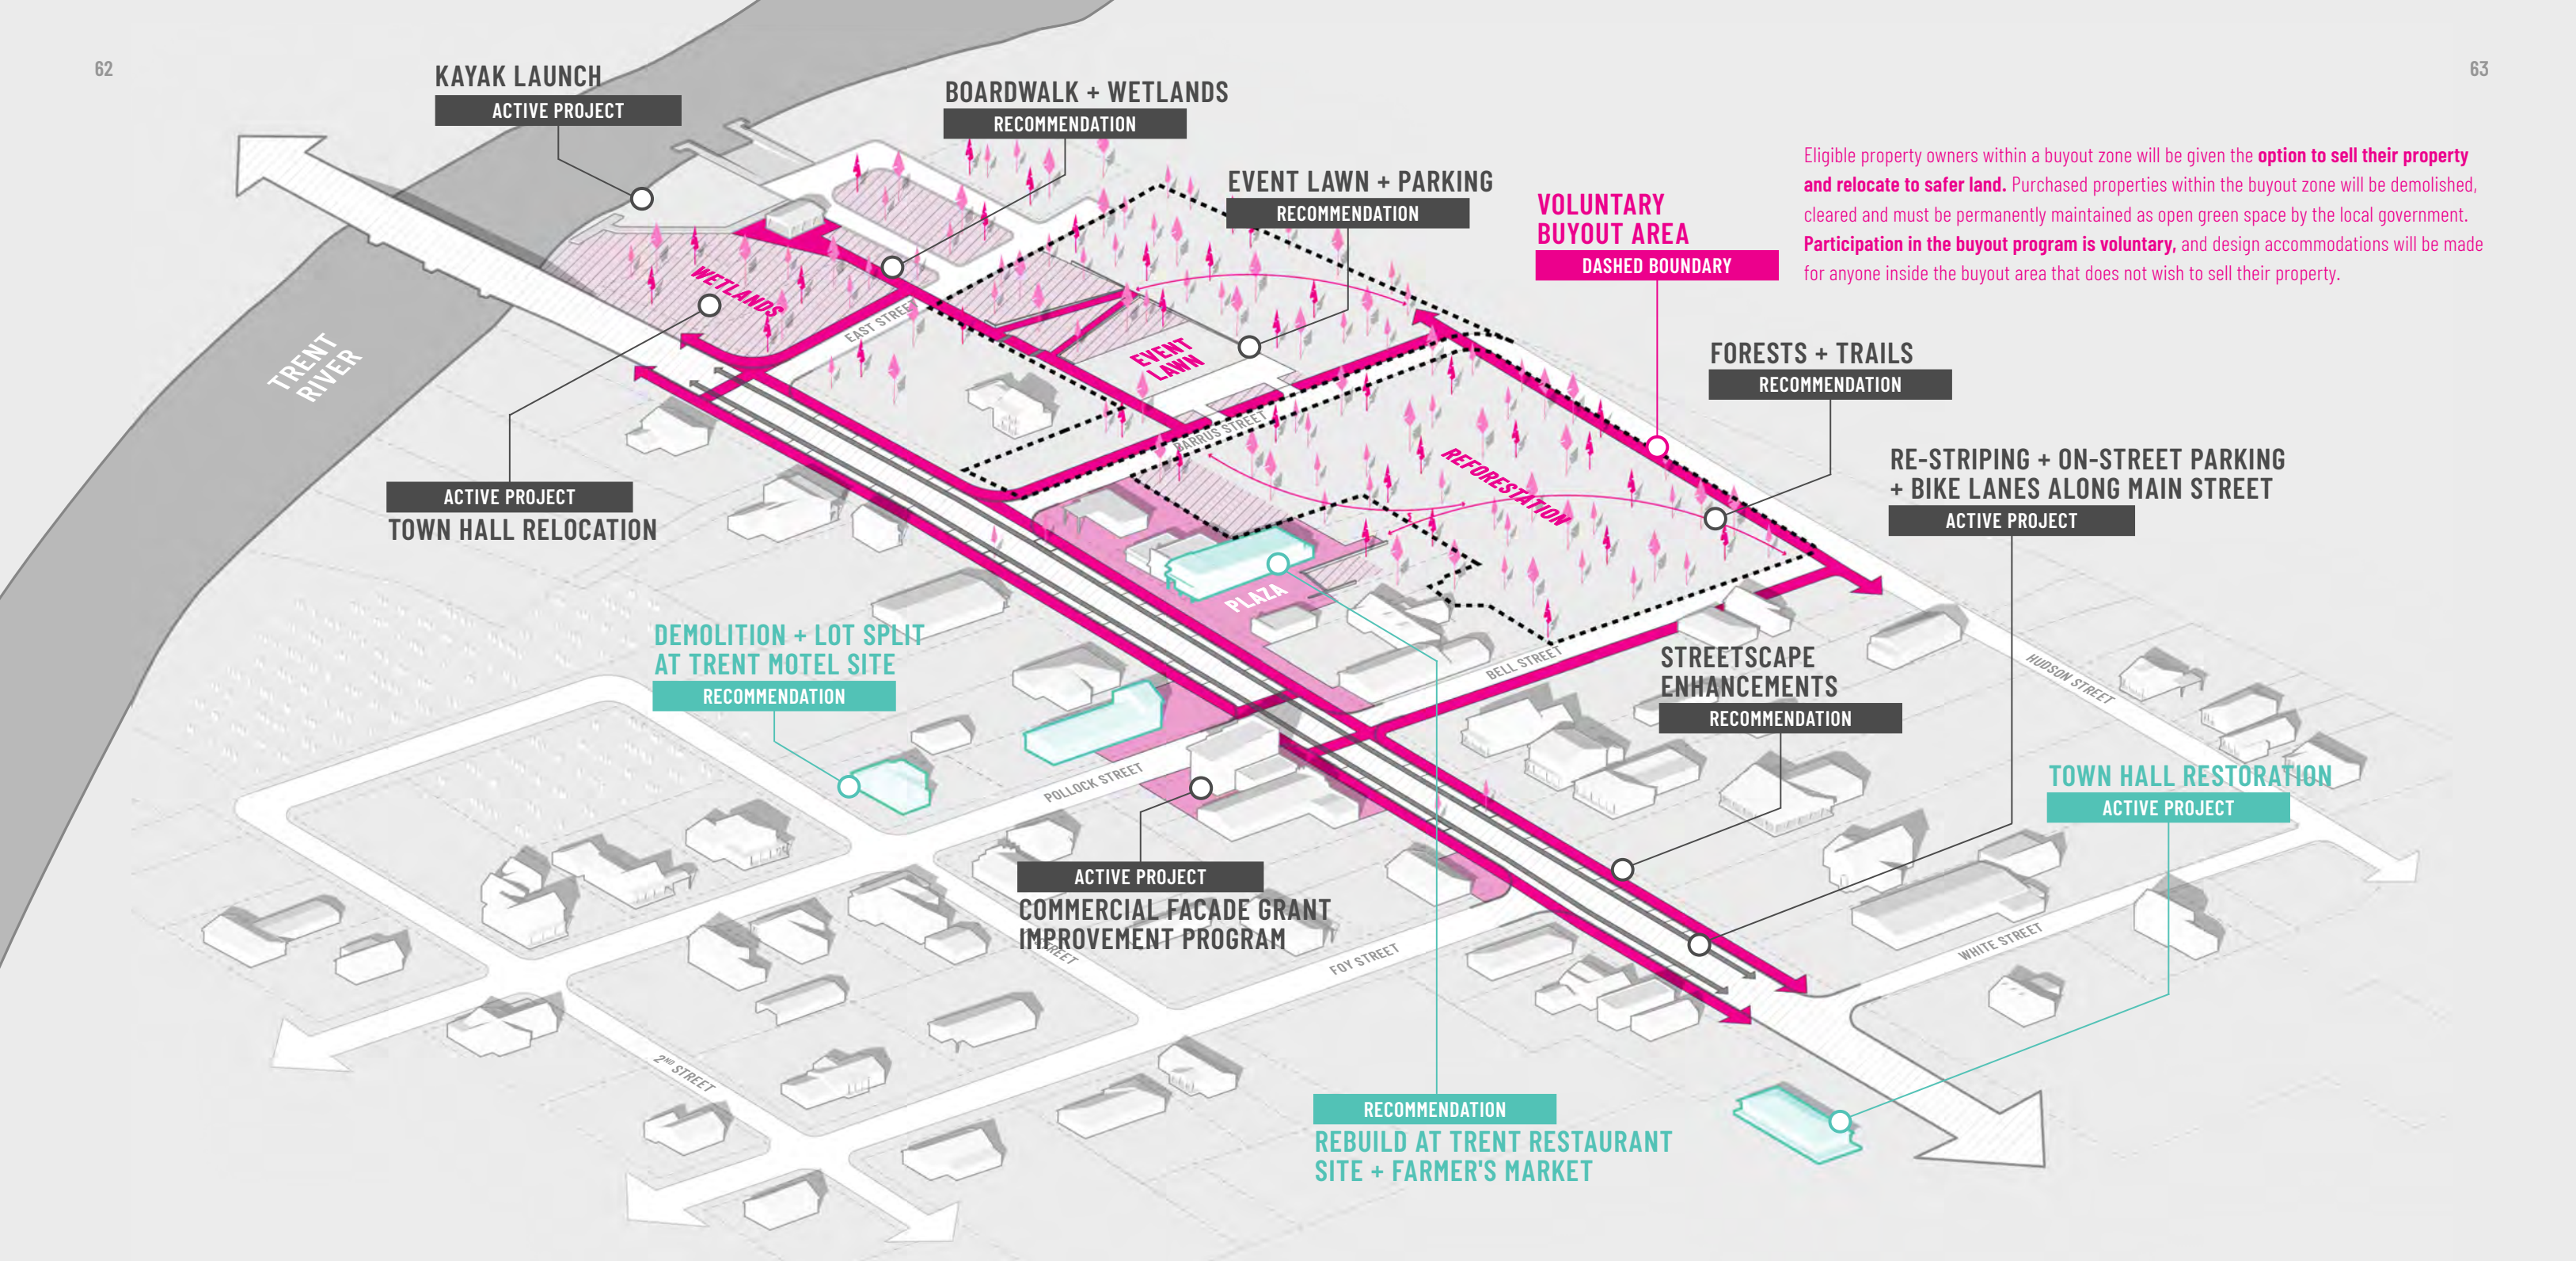 62
63
KAYAK LAUNCH
ACTIVE PROJECT
BOARDWALK + WETLANDS
RECOMMENDATION
EVENT LAWN + PARKING
RECOMMENDATION
VOLUNTARY
BUYOUT AREA
DASHED BOUNDARY
Eligible property owners within a buyout zone will be given the option to sell their property
and relocate to safer land. Purchased properties within the buyout zone will be demolished,
cleared and must be permanently maintained as open green space by the local government.
Participation in the buyout program is voluntary, and design accommodations will be made
for anyone inside the buyout area that does not wish to sell their property.
WETLANDS
EAST STREET
TRENT
RIVER
EVENT
LAWN
FORESTS + TRAILS
RECOMMENDATION
BARRUS STREET
REFORESTATION
RE-STRIPING + ON-STREET PARKING
+ BIKE LANES ALONG MAIN STREET
ACTIVE PROJECT
ACTIVE PROJECT
TOWN HALL RELOCATION
PLAZA
DEMOLITION + LOT SPLIT
AT TRENT MOTEL SITE
RECOMMENDATION
BELL STREET
STREETSCAPE
ENHANCEMENTS
RECOMMENDATION
HUDSON STREET
POLLOCK STREET
TOWN HALL RESTORATION
ACTIVE PROJECT
ACTIVE PROJECT
COMMERCIAL FACADE GRANT
IMPROVEMENT PROGRAM
FOY STREET
WHITE STREET
2ND STREET
RECOMMENDATION
REBUILD AT TRENT RESTAURANT
SITE + FARMER'S MARKET